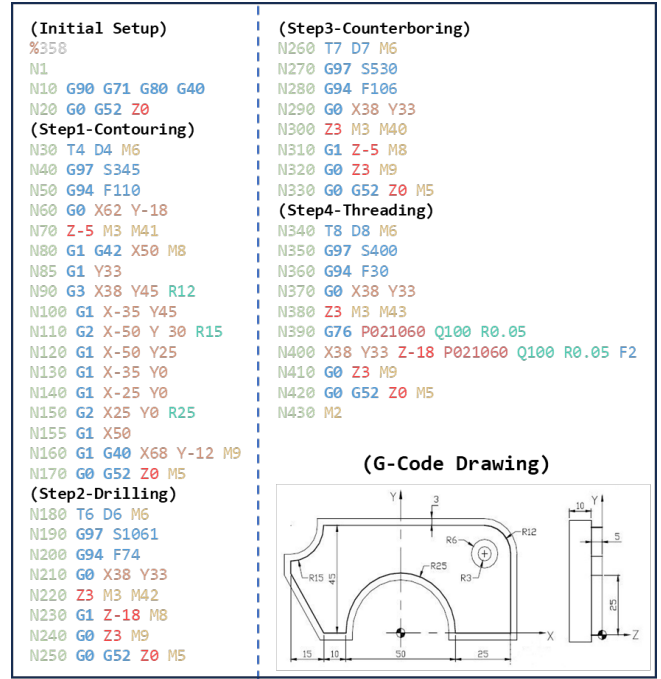 (Initial Setup)
%358
N1
N10 G90 G71 G80 G40
N20 G0 G52 Z0
(Step1-Contouring)
N30 T4 D4 M6
N40 G97 S345
N50 G94 F110
N60 G0 X62 Y-18
N70 Z-5 M3 M41
N80 G1 G42 X50 M8
N85 G1 Y33
N90 G3 X38 Y45 R12
N100 G1 X-35 Y45
N110 G2 X-50 Y 30 R15
N120 G1 X-50 Y25
N130 G1 X-35 Y0
N140 G1 X-25 Y0
N150 G2 X25 Y0 R25
N155 G1 X50
N160 G1 G40 X68 Y-12 M9
N170 G0 G52 Z0 M5
(Step2-Drilling)
N180 T6 D6 M6
N190 G97 S1061
N200 G94 F74
N210 G0 X38 Y33
N220 Z3 M3 M42
N230 G1 Z-18 M8
N240 G0 Z3 M9
N250 G0 G52 Z0 M5
(Step3-Counterboring)
N260 T7 D7 M6
N270 G97 S530
N280 G94 F106
N290 G0 X38 Y33
N300 Z3 M3 M40
N310 G1 Z-5 M8
N320 G0 Z3 M9
N330 G0 G52 Z0 M5
(Step4-Threading)
N340 T8 D8 M6
N350 G97 S400
N360 G94 F30
N370 G0 X38 Y33
N380 Z3 M3 M43
N390 G76 P021060 Q100 R0.05
N400 X38 Y33 Z-18 P021060 Q100 R0.05 F2
N410 G0 Z3 M9
N420 G0 G52 Z0 M5
N430 M2
(G-Code Drawing)
Y
3
R12
R6
R3
R25
R15
45
X
15
10
50
25
10
Y
5
25
Z